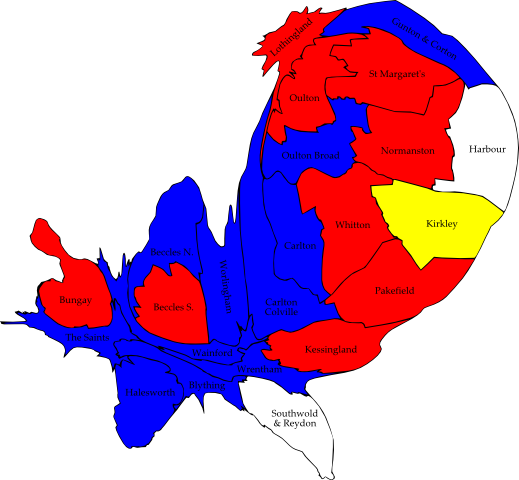 Gunton & Corton
Lothingland
St Margaret's
Oulton
Normanston
Harbour
Oulton Broad
Kirkley
Whitton
Carlton
Beccles N.
Worlingham
Pakefield
Bungay
Beccles S.
Carlton
Colville
The Saints
Wainford
Kessingland
Wrentham
Blything
Halesworth
Southwold
& Reydon